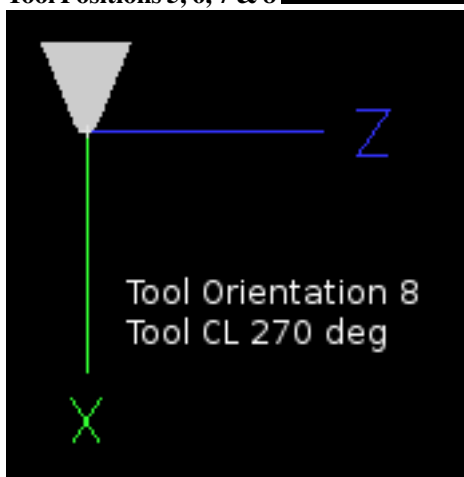 Tool Positions 5, 6, 7 & 8
Z
Tool Orientation 8
Tool CL 270 deg
X